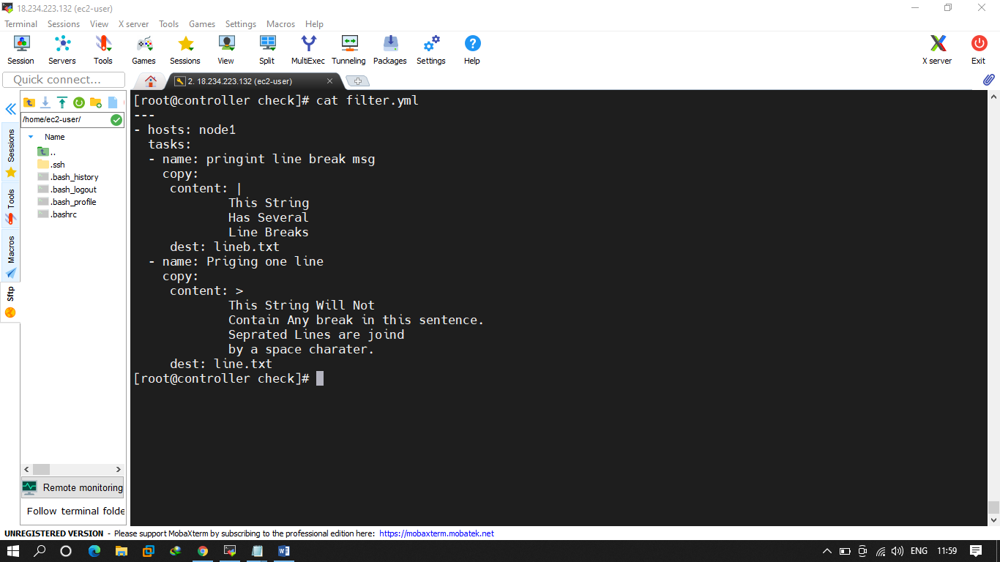 18.234.223.132 (ec2-user)
Terminal Sessions View X server Tools Games Settings Macros Help
Session Servers Tools Games Sessions View Split MultiExec Tunneling Packages Settings Help X server Exit
Quick connect...
2. 18.234.223.132 (ec2-user)
/home/ec2-user/
Name
..
.ssh
.bash_history
.bash_logout
.bash_profile
.bashrc
Sessions
Tools
Macros
Sftp
Remote monitoring
Follow terminal folde
[root@controller check]# cat filter.yml
---
- hosts: node1
  tasks:
  - name: pringint line break msg
    copy:
     content: |
             This String
             Has Several
             Line Breaks
     dest: lineb.txt
  - name: Priging one line
    copy:
     content: >
             This String Will Not
             Contain Any break in this sentence.
             Seprated Lines are joind
             by a space charater.
     dest: line.txt
[root@controller check]#
UNREGISTERED VERSION - Please support MobaXterm by subscribing to the professional edition here: https://mobaxterm.mobatek.net
ENG 11:59